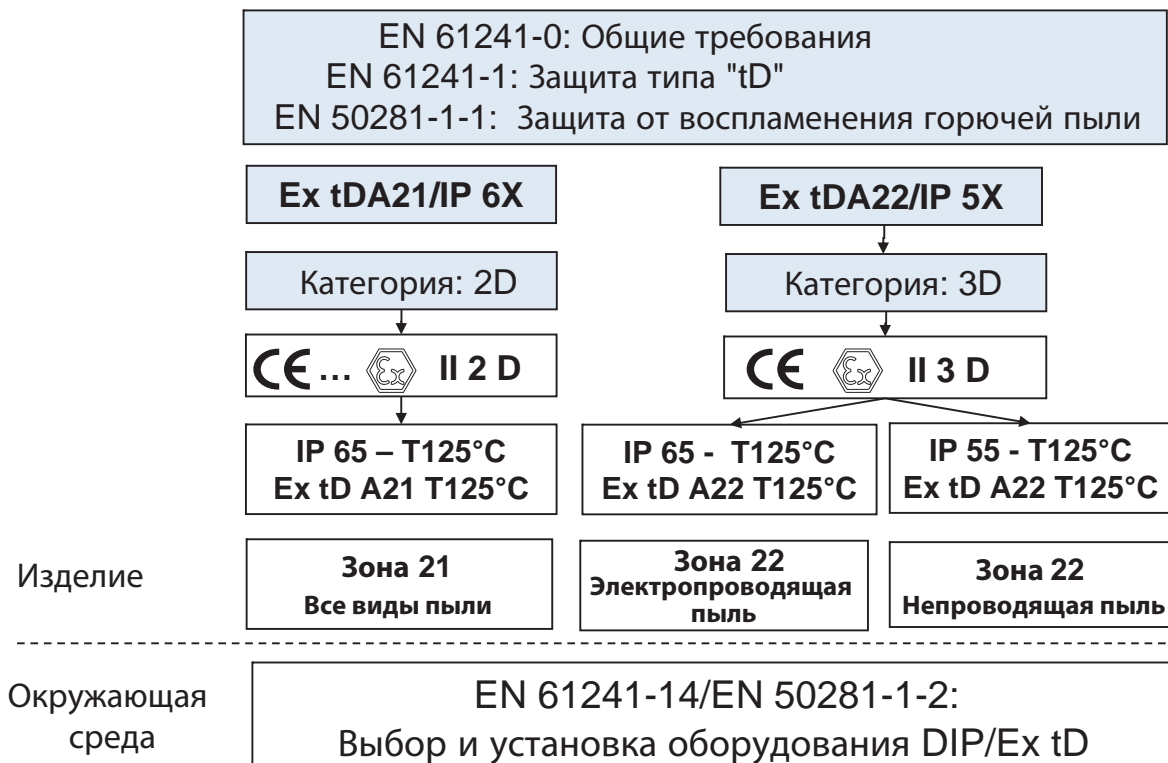 EN 61241-0: Общие требования
EN 61241-1: Защита типа "tD"
EN 50281-1-1: Защита от воспламенения горючей пыли
Ex tDA21/IP 6X
Ex tDA22/IP 5X
Категория: 2D
Категория: 3D
CE ... Ex II 2 D
CE Ex II 3 D
IP 65 – T125°C
Ex tD A21 T125°C
IP 65 - T125°C
Ex tD A22 T125°C
IP 55 - T125°C
Ex tD A22 T125°C
Изделие
Зона 21
Все виды пыли
Зона 22
Электропроводящая
пыль
Зона 22
Непроводящая пыль
Окружающая
среда
EN 61241-14/EN 50281-1-2:
Выбор и установка оборудования DIP/Ex tD